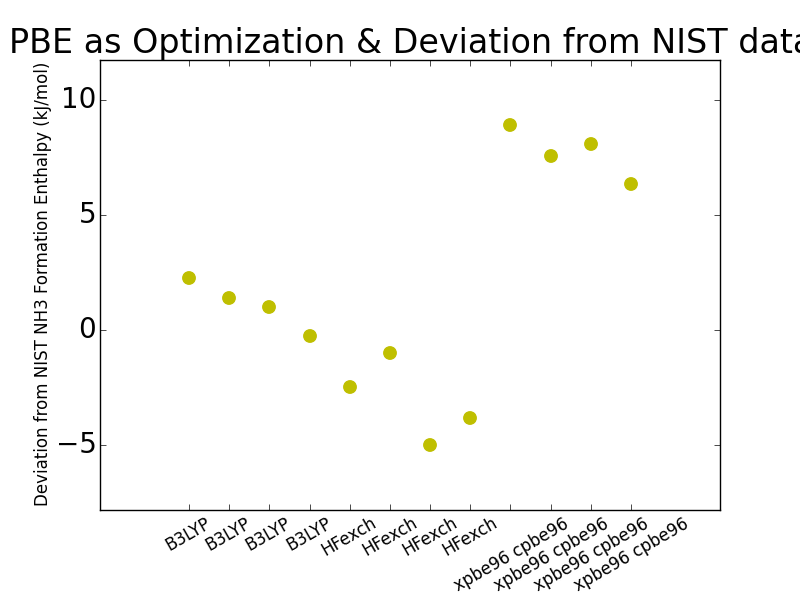 PBE as Optimization & Deviation from NIST data
Deviation from NIST NH3 Formation Enthalpy (kJ/mol)
10
5
0
−5
B3LYP
B3LYP
B3LYP
B3LYP
HFexch
HFexch
HFexch
HFexch
xpbe96 cpbe96
xpbe96 cpbe96
xpbe96 cpbe96
xpbe96 cpbe96